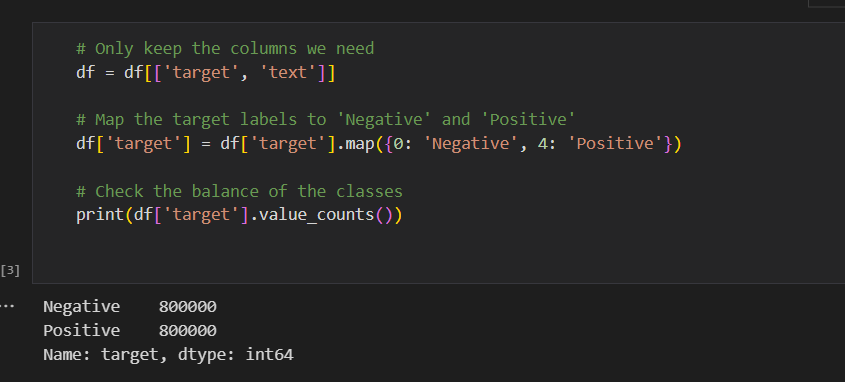 # Only keep the columns we need
df = df[['target', 'text']]
# Map the target labels to 'Negative' and 'Positive'
df['target'] = df['target'].map({0: 'Negative', 4: 'Positive'})
# Check the balance of the classes
print(df['target'].value_counts())
[3]
... Negative    800000
Positive    800000
Name: target, dtype: int64